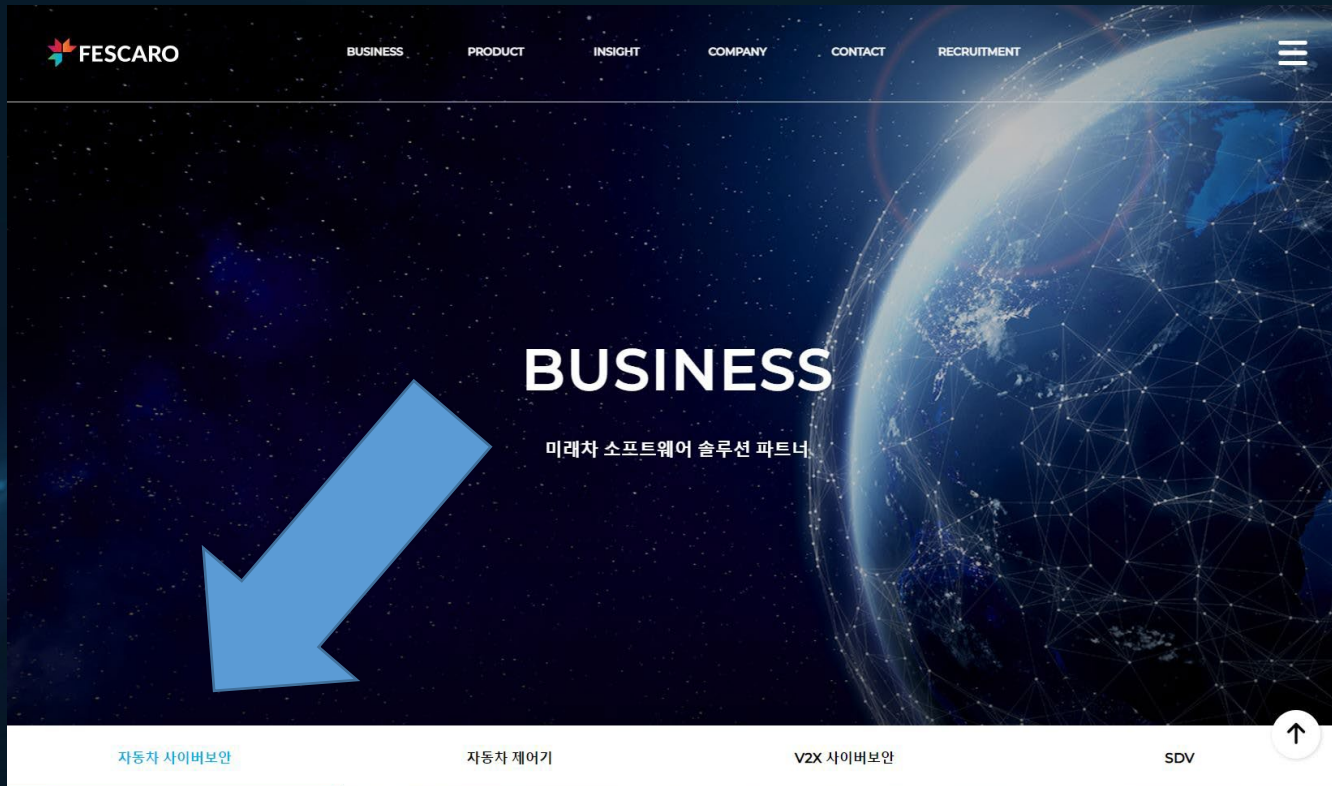 FESCARO
BUSINESS PRODUCT INSIGHT COMPANY CONTACT RECRUITMENT
BUSINESS
미래차 소프트웨어 솔루션 파트너
자동차 사이버보안 자동차 제어기 V2X 사이버보안 SDV